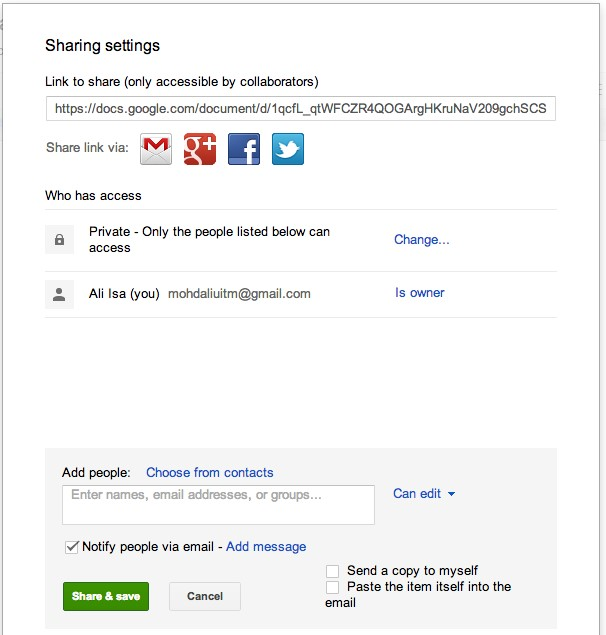 Sharing settings
Link to share (only accessible by collaborators)
https://docs.google.com/document/d/1qcfL_qtWFCZR4QOGArgHKruNaV209gchSCS
Share link via:
Who has access
Private - Only the people listed below can
access
Change...
Ali Isa (you) mohdaliuitm@gmail.com
Is owner
Add people: Choose from contacts
Enter names, email addresses, or groups...
Can edit
Notify people via email - Add message
Send a copy to myself
Paste the item itself into the
email
Share & save
Cancel